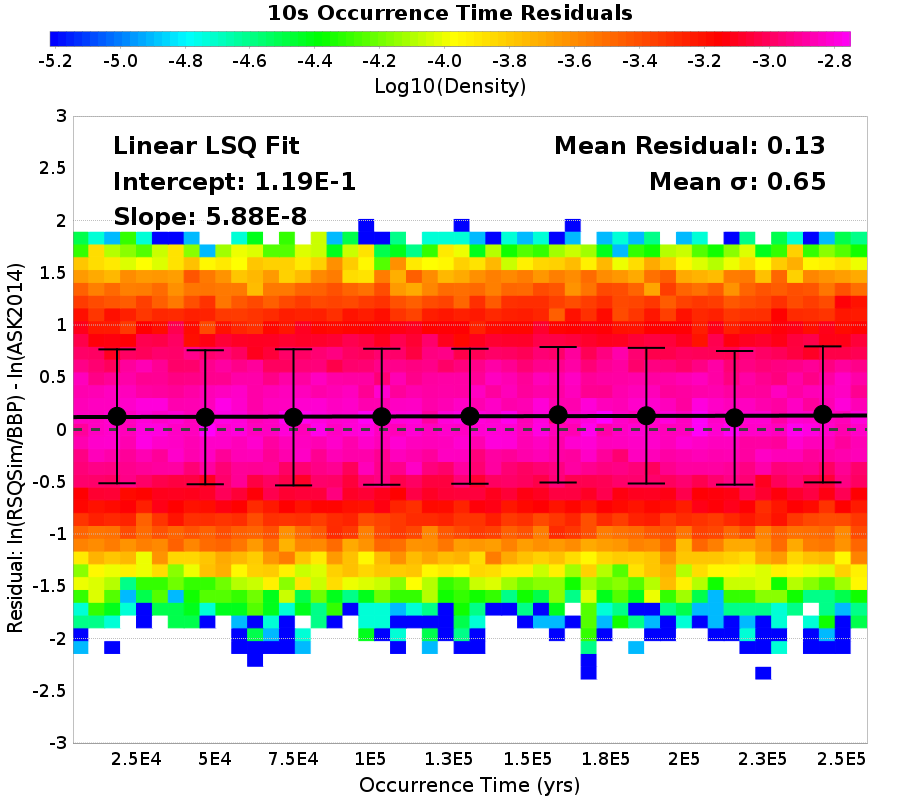 10s Occurrence Time Residuals
-5.2 -5.0 -4.8 -4.6 -4.4 -4.2 -4.0 -3.8 -3.6 -3.4 -3.2 -3.0 -2.8
Log10(Density)
Linear LSQ Fit
Intercept: 1.19E-1
Slope: 5.88E-8
Mean Residual: 0.13
Mean σ: 0.65
Residual: ln(RSQSim/BBP) - ln(ASK2014)
3
2.5
2
1.5
1
0.5
0
-0.5
-1
-1.5
-2
-2.5
-3
2.5E4 5E4 7.5E4 1E5 1.3E5 1.5E5 1.8E5 2E5 2.3E5 2.5E5
Occurrence Time (yrs)